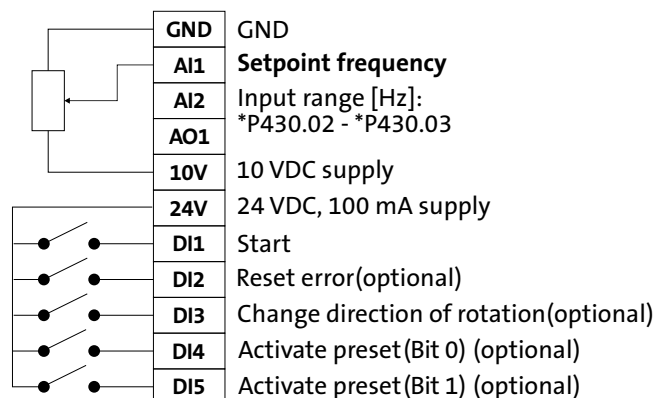 GND GND
AI1 Setpoint frequency
AI2 Input range [Hz]:
*P430.02 - *P430.03
AO1
10V 10 VDC supply
24V 24 VDC, 100 mA supply
DI1 Start
DI2 Reset error(optional)
DI3 Change direction of rotation(optional)
DI4 Activate preset(Bit 0) (optional)
DI5 Activate preset(Bit 1) (optional)